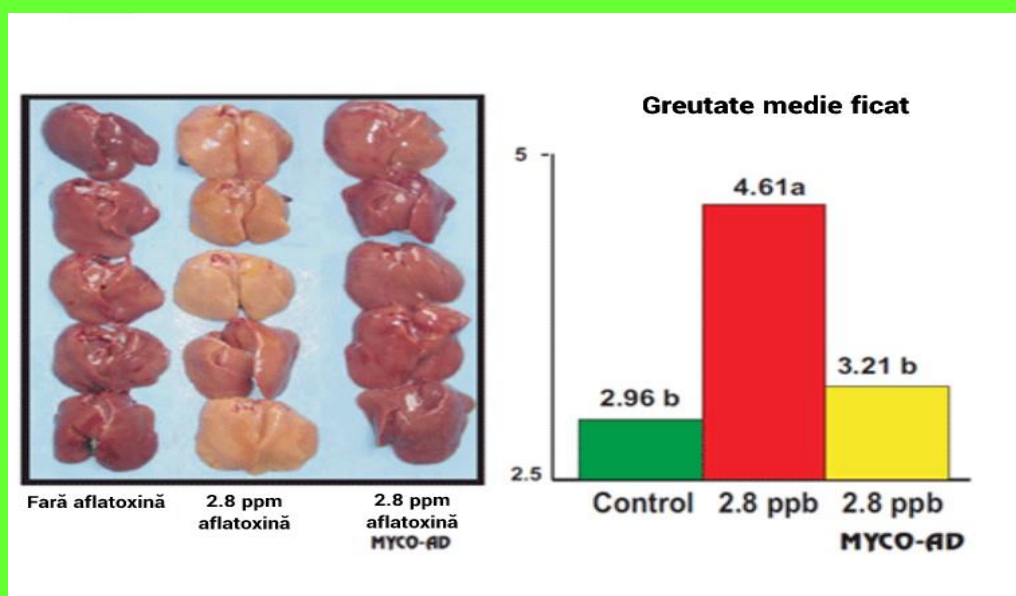 Greutate medie ficat
5
4.61a
3.21 b
2.96 b
2.5
Control 2.8 ppb 2.8 ppb
MYCO-AD
Fară aflatoxină
2.8 ppm
aflatoxină
2.8 ppm
aflatoxină
MYCO-AD